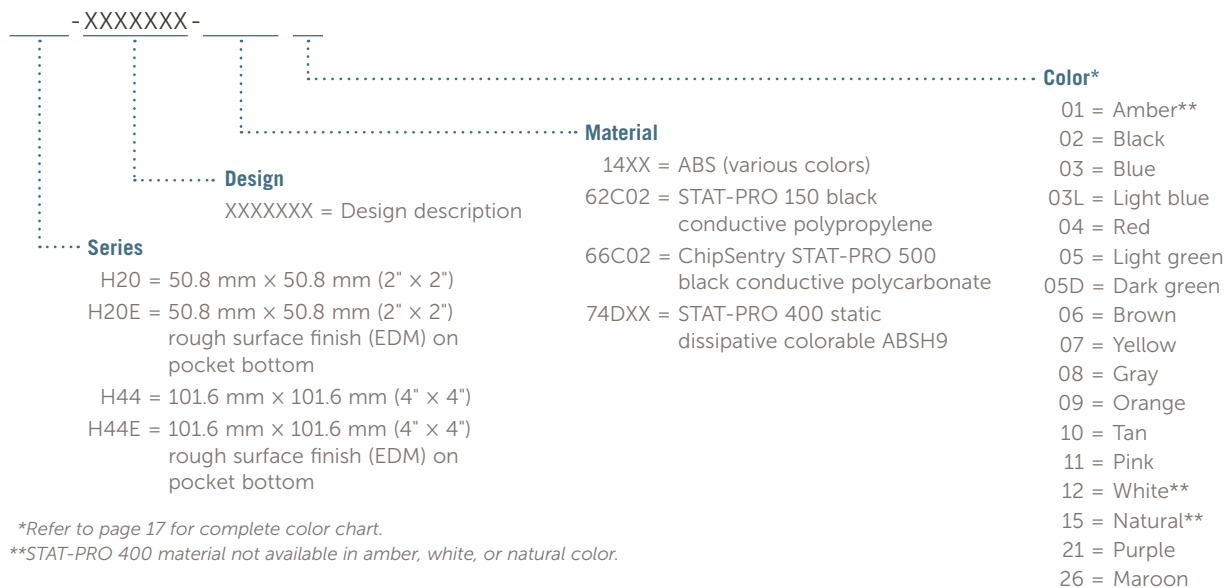 -XXXXXXX-
Color*
01 = Amber**
02 = Black
03 = Blue
03L = Light blue
04 = Red
05 = Light green
05D = Dark green
06 = Brown
07 = Yellow
08 = Gray
09 = Orange
10 = Tan
11 = Pink
12 = White**
15 = Natural**
21 = Purple
26 = Maroon
Material
14XX = ABS (various colors)
62C02 = STAT-PRO 150 black
conductive polypropylene
66C02 = ChipSentry STAT-PRO 500
black conductive polycarbonate
74DXX = STAT-PRO 400 static
dissipative colorable ABSH9
Design
XXXXXXX = Design description
Series
H20 = 50.8 mm × 50.8 mm (2" × 2")
H20E = 50.8 mm × 50.8 mm (2" × 2")
rough surface finish (EDM) on
pocket bottom
H44 = 101.6 mm × 101.6 mm (4" × 4")
H44E = 101.6 mm × 101.6 mm (4" × 4")
rough surface finish (EDM) on
pocket bottom
*Refer to page 17 for complete color chart.
**STAT-PRO 400 material not available in amber, white, or natural color.